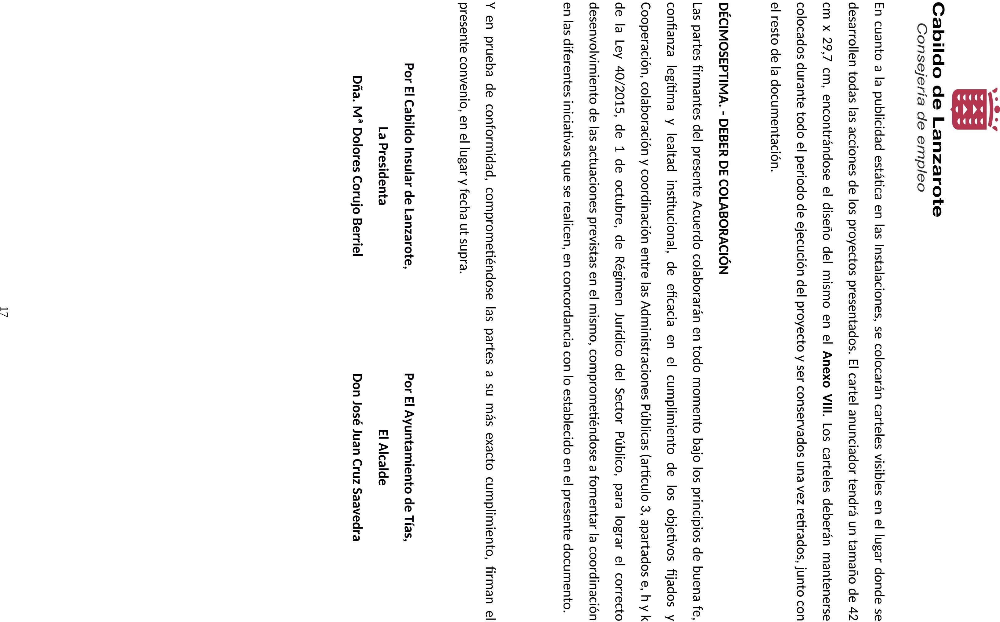 Cabildo de Lanzarote
Consejería de empleo
En cuanto a la publicidad estática en las Instalaciones, se colocarán carteles visibles en el lugar donde se
desarrollen todas las acciones de los proyectos presentados. El cartel anunciador tendrá un tamaño de 42
cm x 29,7 cm, encontrándose el diseño del mismo en el Anexo VIII. Los carteles deberán mantenerse
colocados durante todo el periodo de ejecución del proyecto y ser conservados una vez retirados, junto con
el resto de la documentación.
DÉCIMOSEPTIMA. - DEBER DE COLABORACIÓN
Las partes firmantes del presente Acuerdo colaborarán en todo momento bajo los principios de buena fe,
confianza legítima y lealtad institucional, de eficacia en el cumplimiento de los objetivos fijados y
Cooperación, colaboración y coordinación entre las Administraciones Públicas (artículo 3, apartados e, h y k
de la Ley 40/2015, de 1 de octubre, de Régimen Jurídico del Sector Público, para lograr el correcto
desenvolvimiento de las actuaciones previstas en el mismo, comprometiéndose a fomentar la coordinación
en las diferentes iniciativas que se realicen, en concordancia con lo establecido en el presente documento.
Y en prueba de conformidad, comprometiéndose las partes a su más exacto cumplimiento, firman el
presente convenio, en el lugar y fecha ut supra.
Por El Cabildo Insular de Lanzarote, Por El Ayuntamiento de Tías,
La Presidenta El Alcalde
Dña. Mª Dolores Corujo Berriel Don José Juan Cruz Saavedra
17